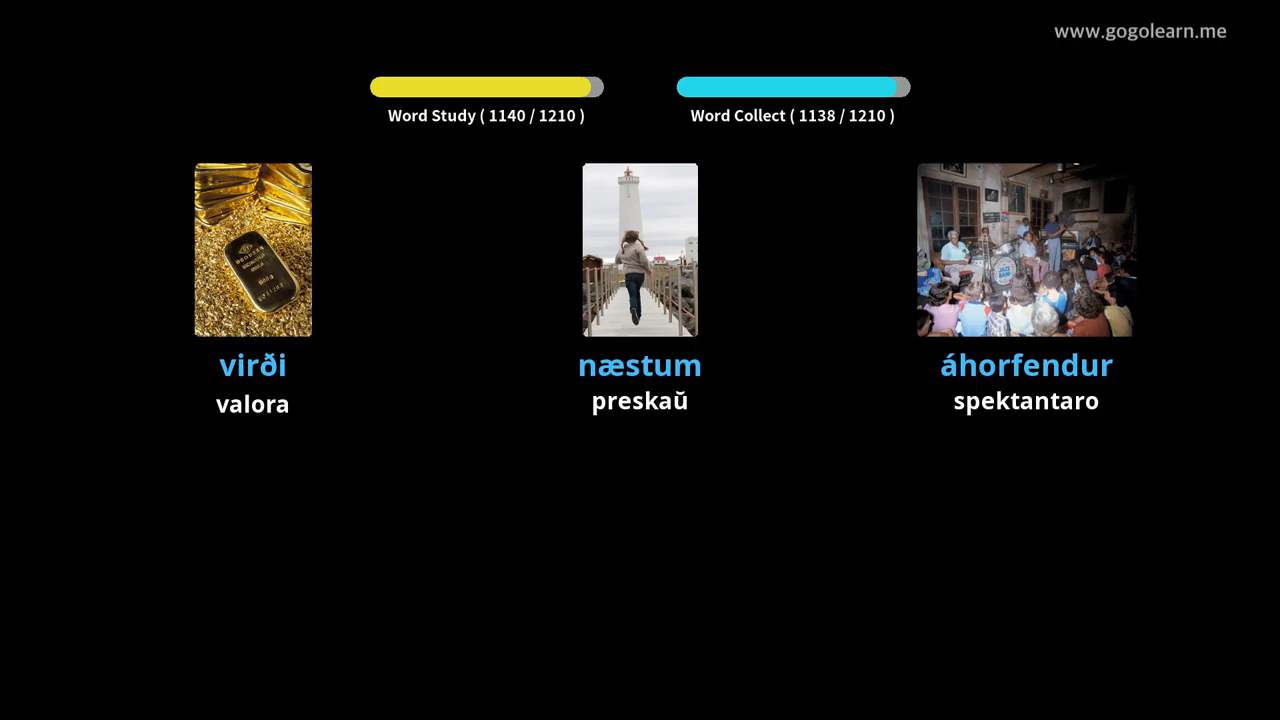 www.gogolearn.me
Word Study ( 1140 / 1210 )
Word Collect ( 1138 / 1210 )
virði
næstum
áhorfendur
valora
preskaŭ
spektantaro